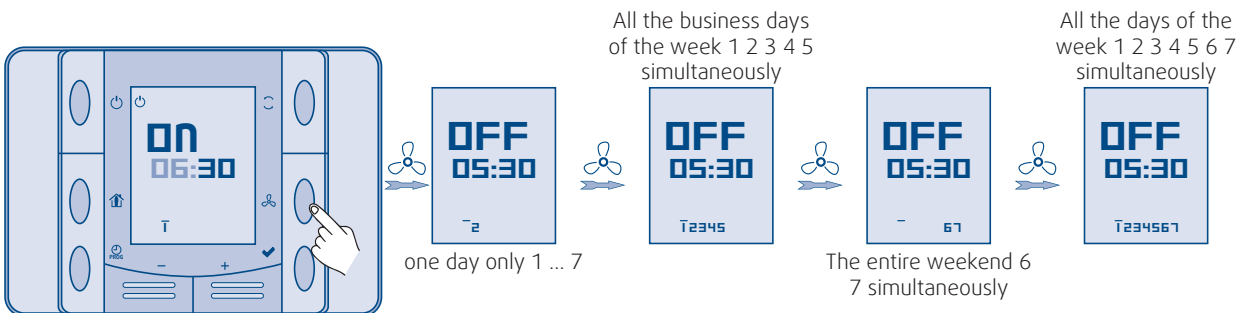 All the business days
of the week 1 2 3 4 5
simultaneously
All the days of the
week 1 2 3 4 5 6 7
simultaneously
ON
06:30
1
PROG
–
+
OFF
05:30
2
OFF
05:30
12345
OFF
05:30
67
OFF
05:30
1234567
one day only 1 ... 7
The entire weekend 6
7 simultaneously